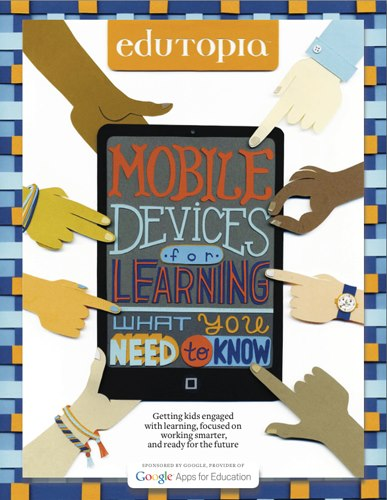 edutopia™
MOBILE
DEVICES
for
LEARNING
WHAT YOU
NEED to KNOW
Getting kids engaged
with learning, focused on
working smarter,
and ready for the future
SPONSORED BY GOOGLE, PROVIDER OF
Google Apps for Education